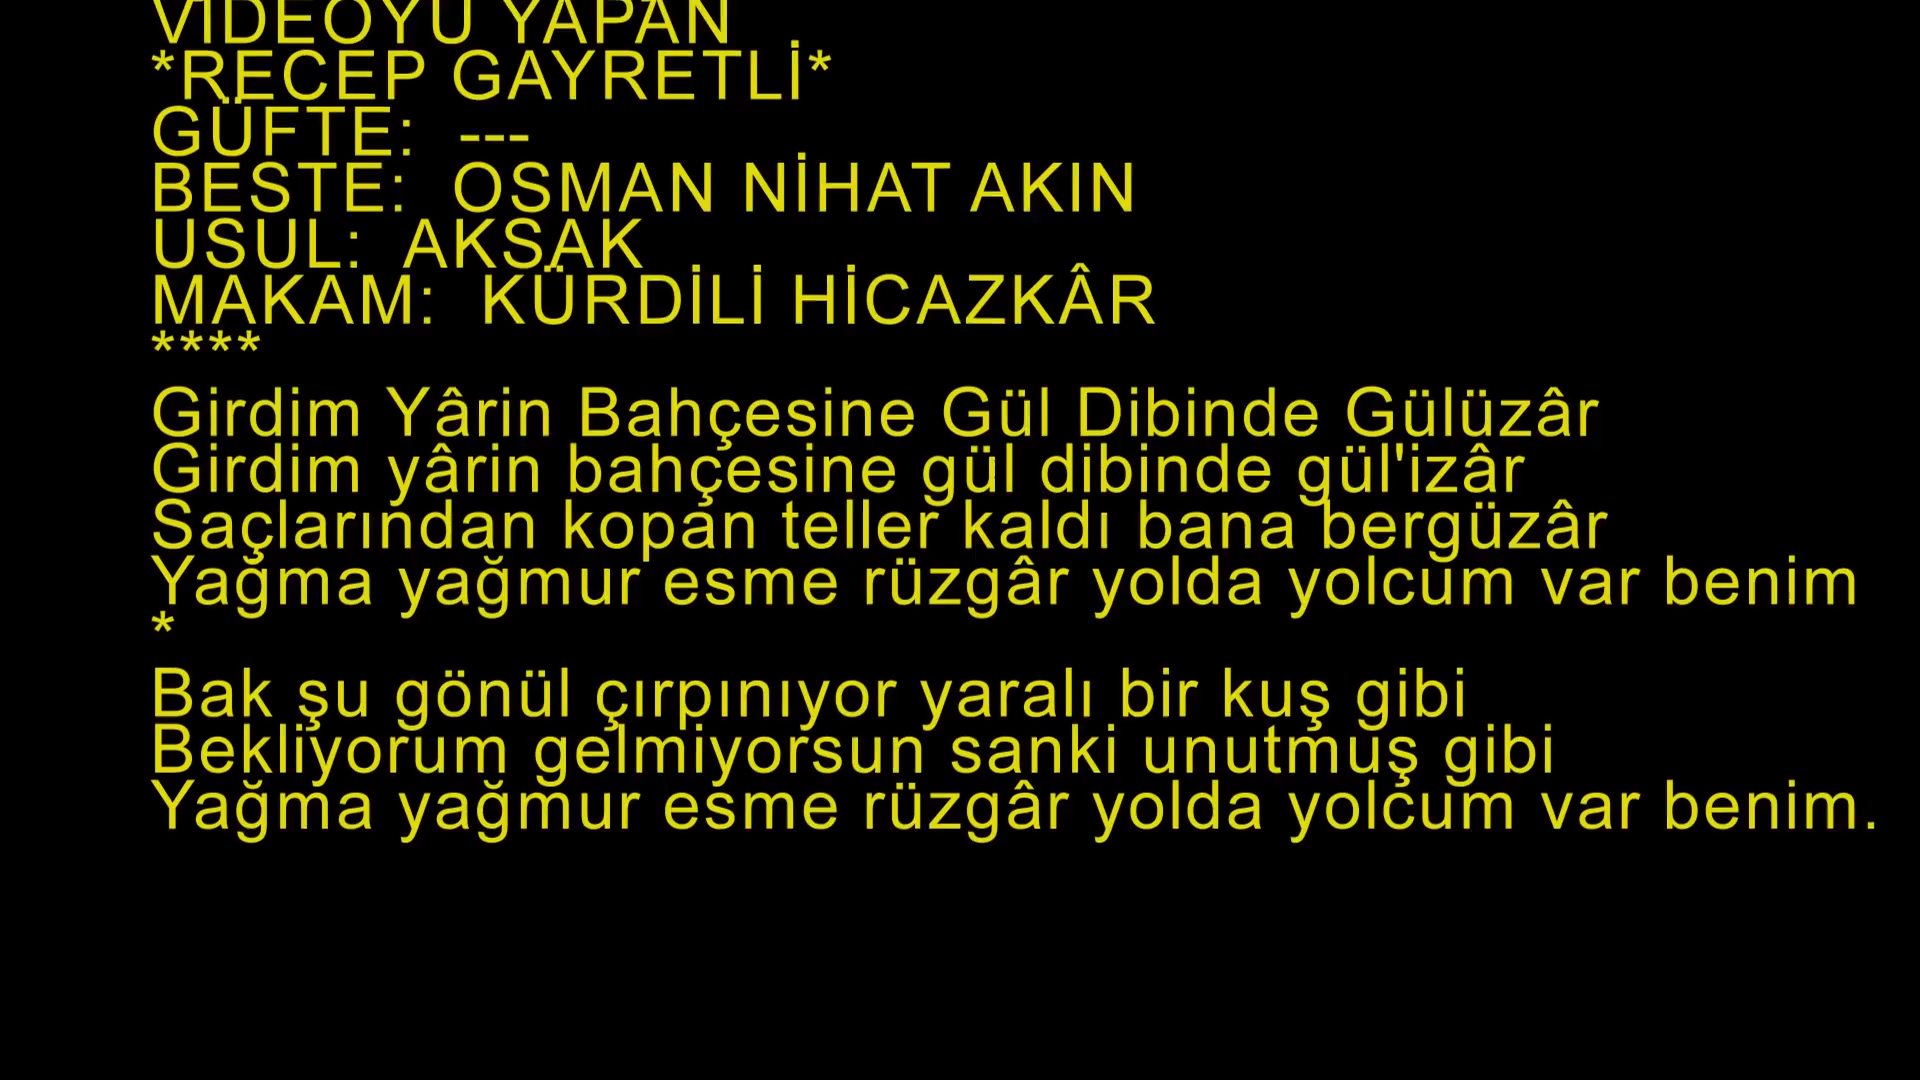 VİDEOYU YAPAN
*RECEP GAYRETLİ*
GÜFTE:  ---
BESTE:  OSMAN NİHAT AKIN
USUL:  AKSAK
MAKAM:  KÜRDİLİ HİCAZKÂR
****
Girdim Yârin Bahçesine Gül Dibinde Gülüzâr
Girdim yârin bahçesine gül dibinde gül'izâr
Saçlarından kopan teller kaldı bana bergüzâr
Yağma yağmur esme rüzgâr yolda yolcum var benim
*
Bak şu gönül çırpınıyor yaralı bir kuş gibi
Bekliyorum gelmiyorsun sanki unutmuş gibi
Yağma yağmur esme rüzgâr yolda yolcum var benim.